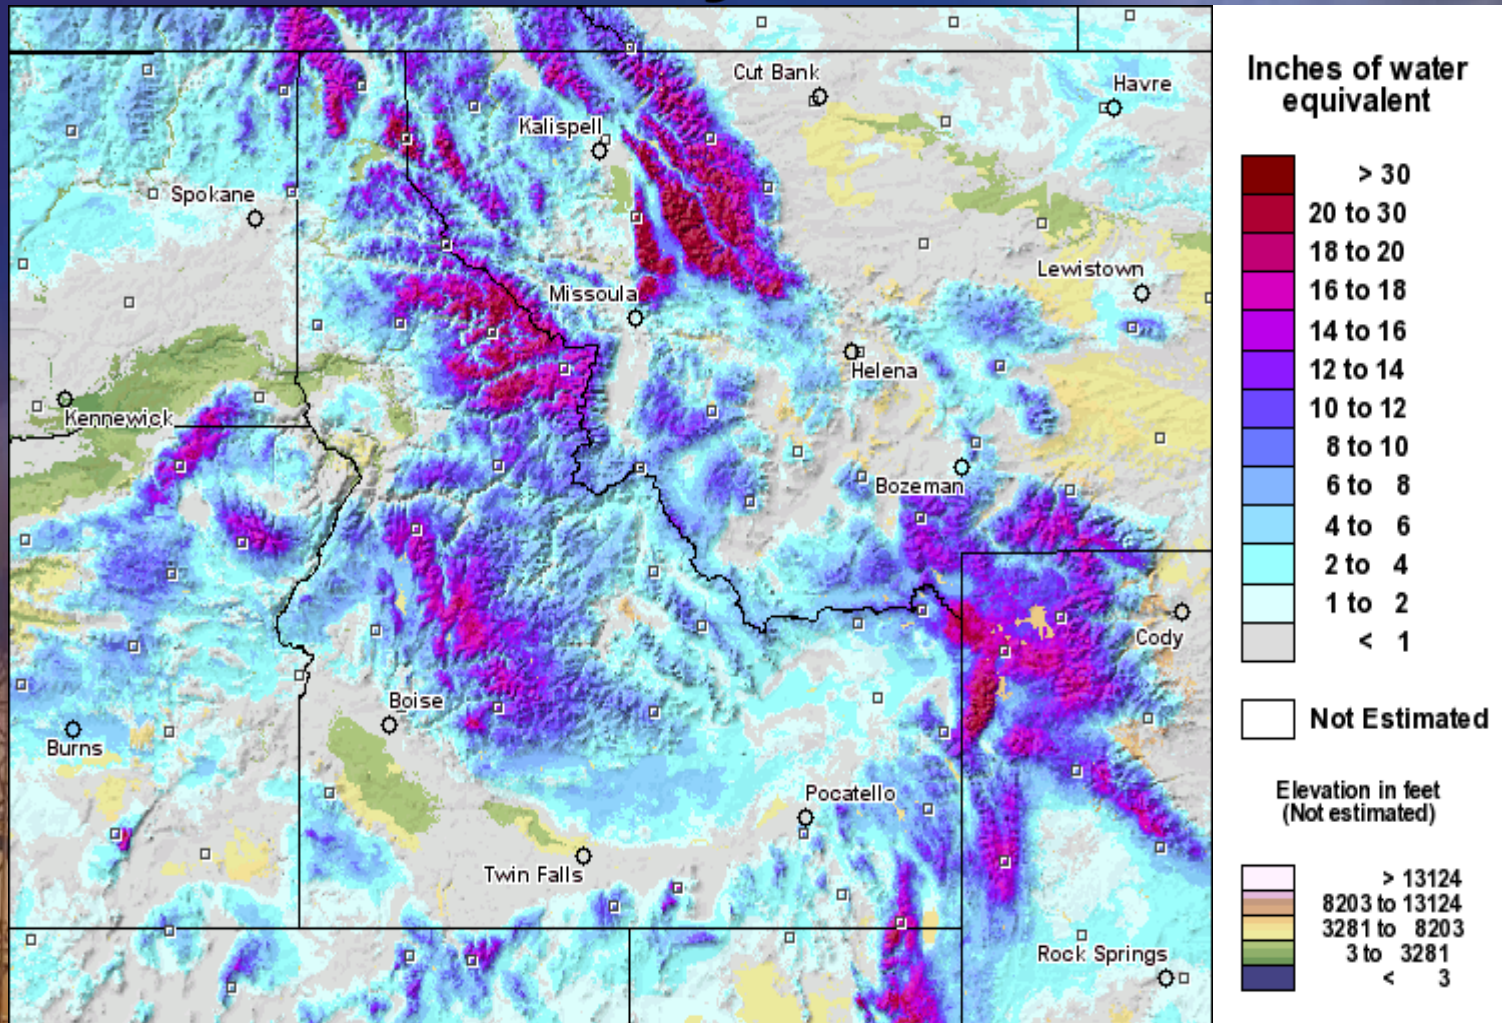 Cut Bank
Havre
Kalispell
Spokane
Lewistown
Missoula
Helena
Kennewick
Bozeman
Cody
Boise
Burns
Pocatello
Twin Falls
Rock Springs
Inches of water
equivalent
> 30
20 to 30
18 to 20
16 to 18
14 to 16
12 to 14
10 to 12
8 to 10
6 to 8
4 to 6
2 to 4
1 to 2
< 1
Not Estimated
Elevation in feet
(Not estimated)
> 13124
8203 to 13124
3281 to 8203
3 to 3281
< 3